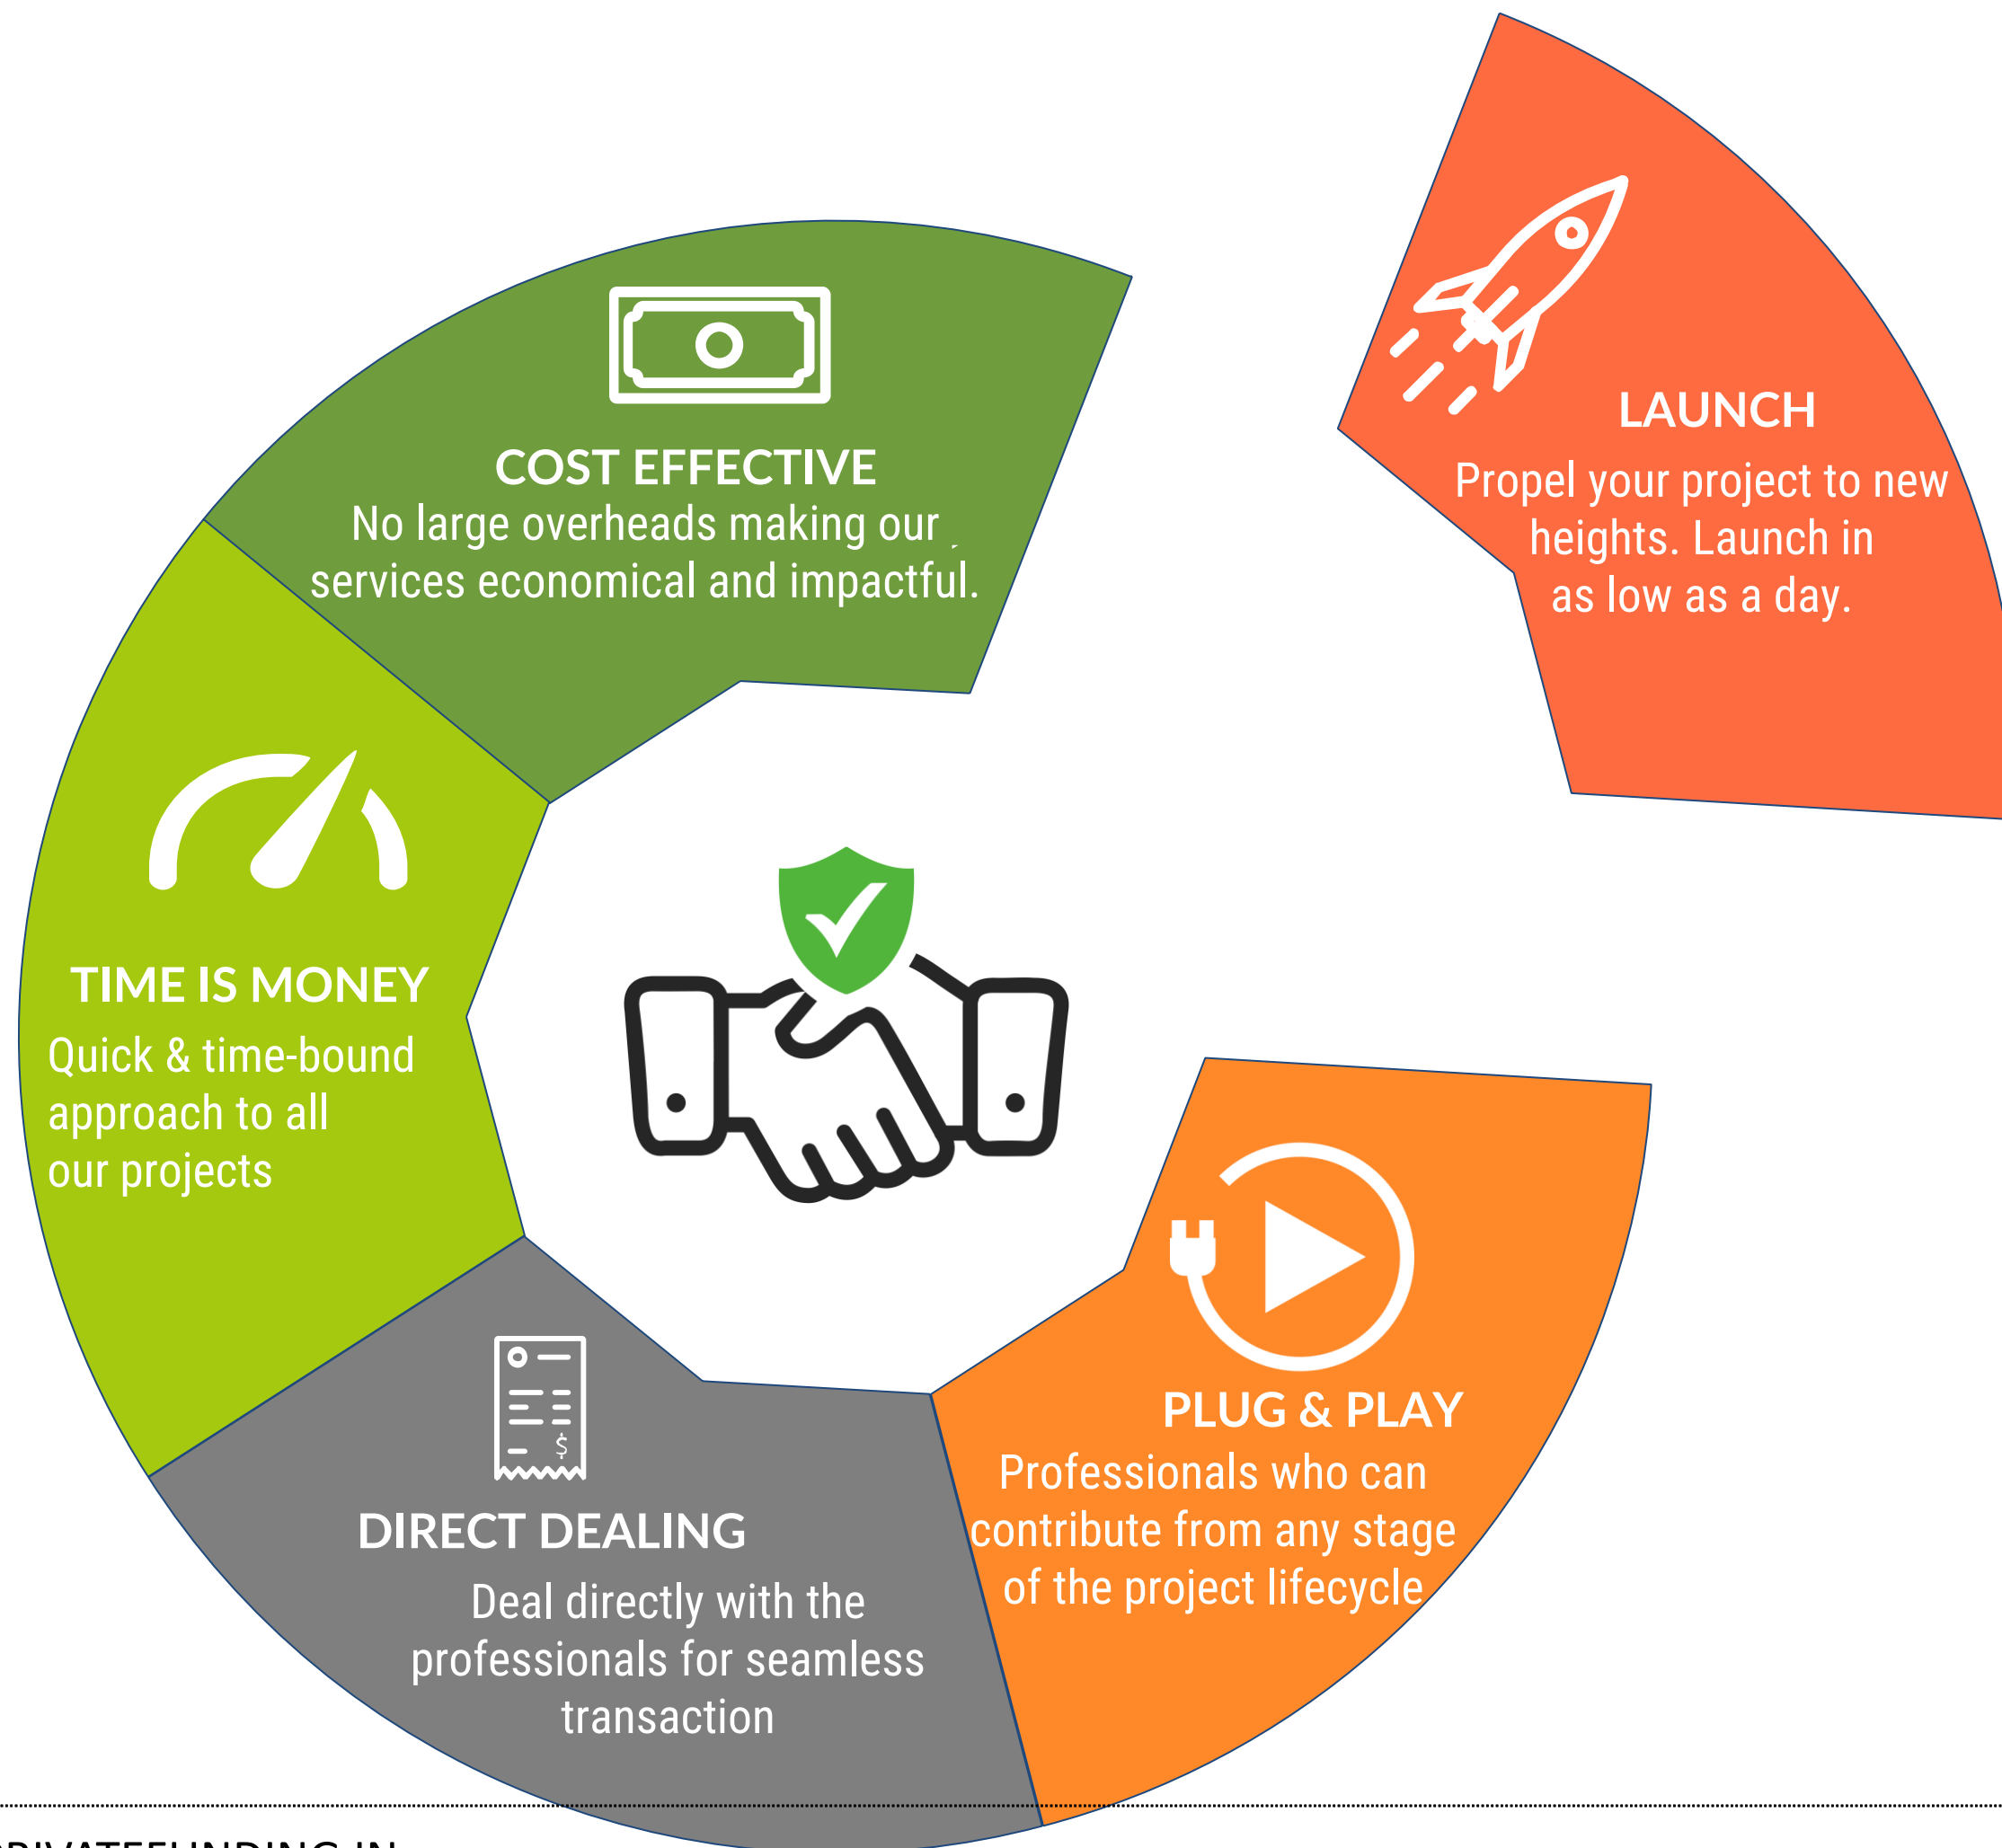 LAUNCH
Propel your project to new
heights. Launch in
as low as a day.
COST EFFECTIVE
No large overheads making our
services economical and impactful.
TIME IS MONEY
Quick & time-bound
approach to all
our projects
PLUG & PLAY
Professionals who can
contribute from any stage
of the project lifecycle
DIRECT DEALING
$
Deal directly with the
professionals for seamless
transaction